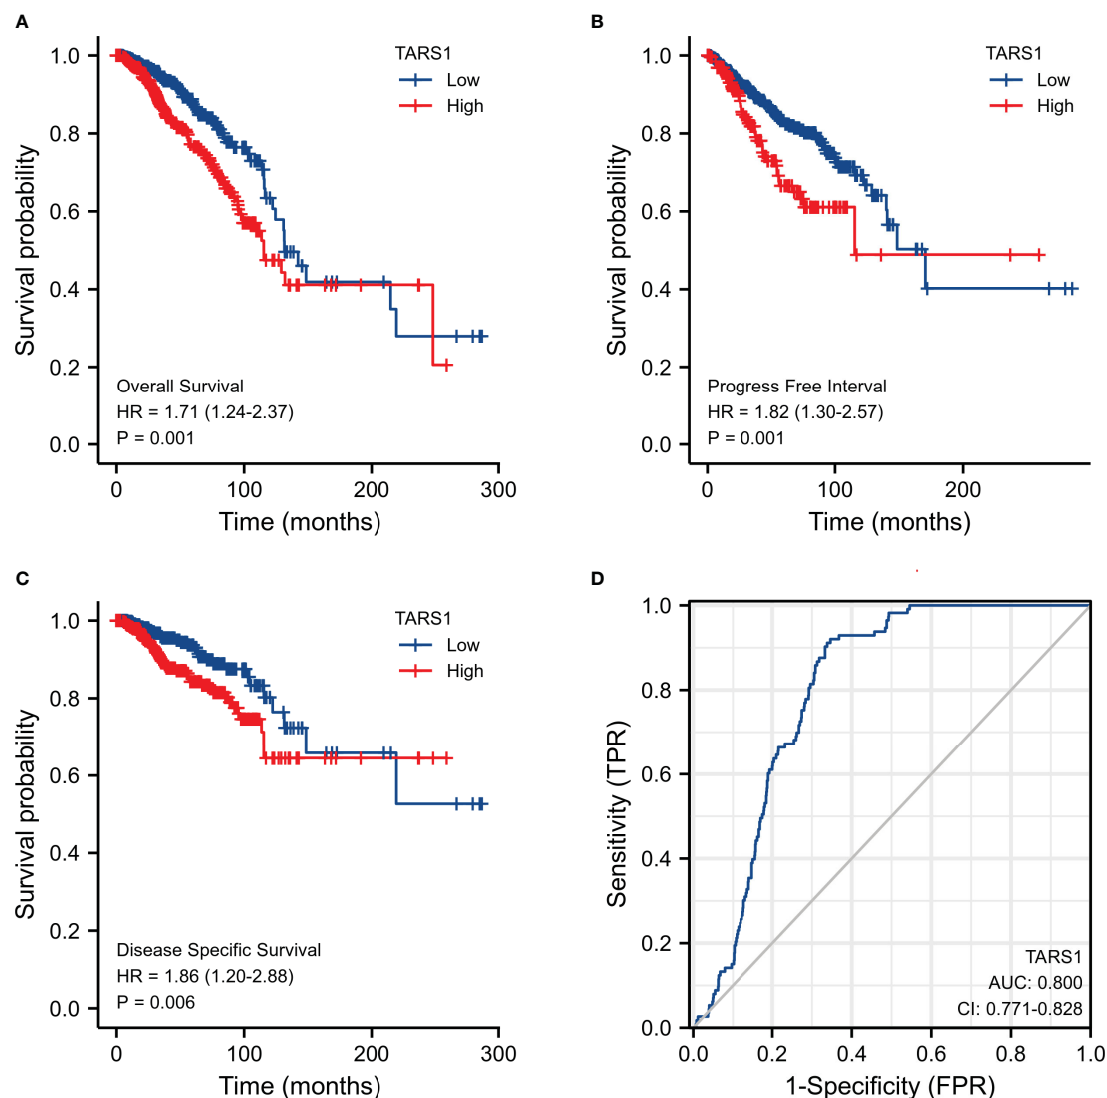 A
TARS1
Low
High
Survival probability
1.0
0.8
0.6
0.4
0.2
0.0
Overall Survival
HR = 1.71 (1.24-2.37)
P = 0.001
0 100 200 300
Time (months)
B
TARS1
Low
High
Survival probability
1.0
0.8
0.6
0.4
0.2
0.0
Progress Free Interval
HR = 1.82 (1.30-2.57)
P = 0.001
0 100 200
Time (months)
C
TARS1
Low
High
Survival probability
1.0
0.8
0.6
0.4
0.2
0.0
Disease Specific Survival
HR = 1.86 (1.20-2.88)
P = 0.006
0 100 200 300
Time (months)
D
Sensitivity (TPR)
1.0
0.8
0.6
0.4
0.2
0.0
TARS1
AUC: 0.800
CI: 0.771-0.828
0.0 0.2 0.4 0.6 0.8 1.0
1-Specificity (FPR)